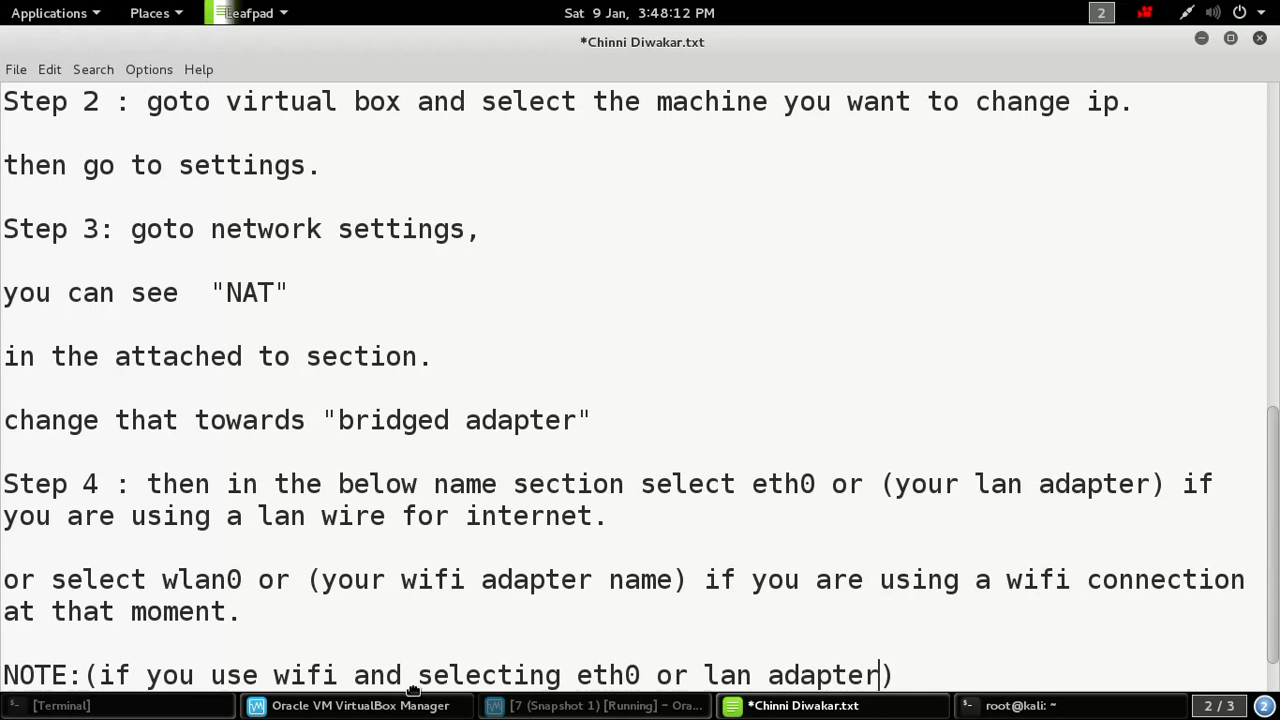 Applications Places Leafpad Sat 9 Jan, 3:48:12 PM 2
*Chinni Diwakar.txt
File Edit Search Options Help
Step 2 : goto virtual box and select the machine you want to change ip.
then go to settings.
Step 3: goto network settings,
you can see  "NAT"
in the attached to section.
change that towards "bridged adapter"
Step 4 : then in the below name section select eth0 or (your lan adapter) if
you are using a lan wire for internet.
or select wlan0 or (your wifi adapter name) if you are using a wifi connection
at that moment.
NOTE:(if you use wifi and selecting eth0 or lan adapter)
[Terminal] Oracle VM VirtualBox Manager [7 (Snapshot 1) [Running] – Ora... *Chinni Diwakar.txt root@kali: ~ 2 / 3 2